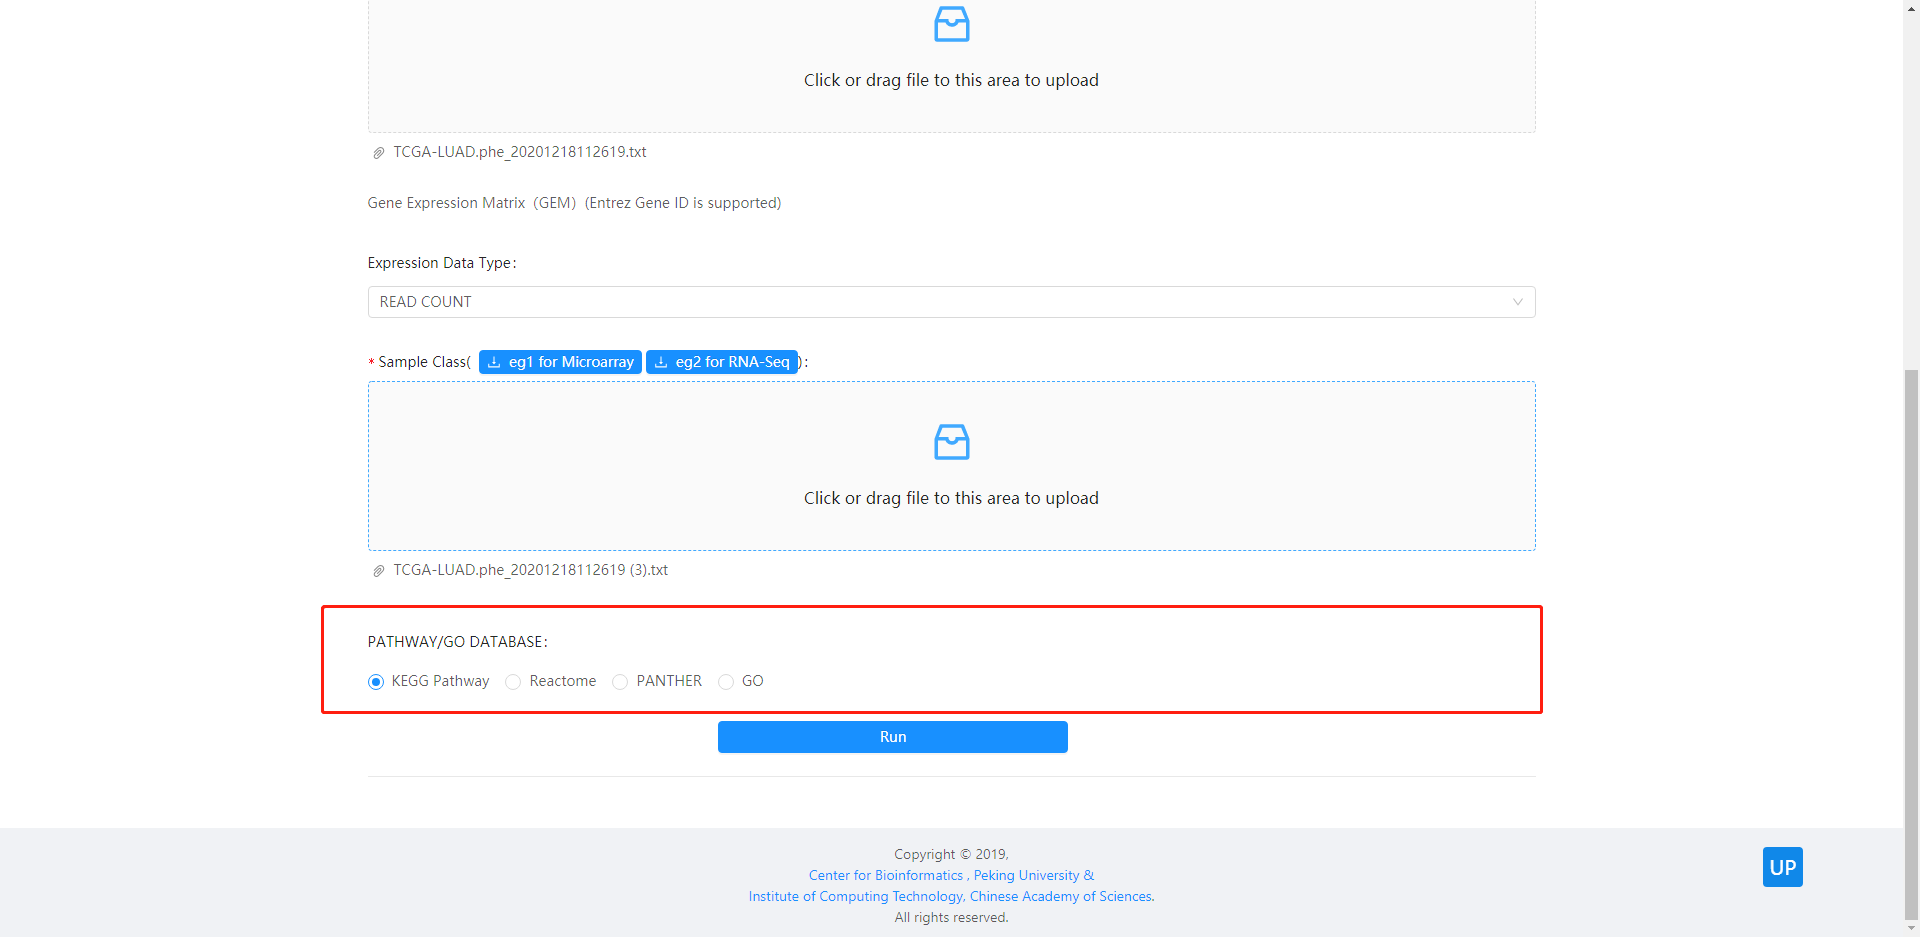 Click or drag file to this area to upload
TCGA-LUAD.phe_20201218112619.txt
Gene Expression Matrix（GEM）(Entrez Gene ID is supported)
Expression Data Type:
READ COUNT
* Sample Class( eg1 for Microarray eg2 for RNA-Seq ):
Click or drag file to this area to upload
TCGA-LUAD.phe_20201218112619 (3).txt
PATHWAY/GO DATABASE:
KEGG Pathway Reactome PANTHER GO
Run
Copyright © 2019,
Center for Bioinformatics , Peking University &
Institute of Computing Technology, Chinese Academy of Sciences.
All rights reserved.
UP